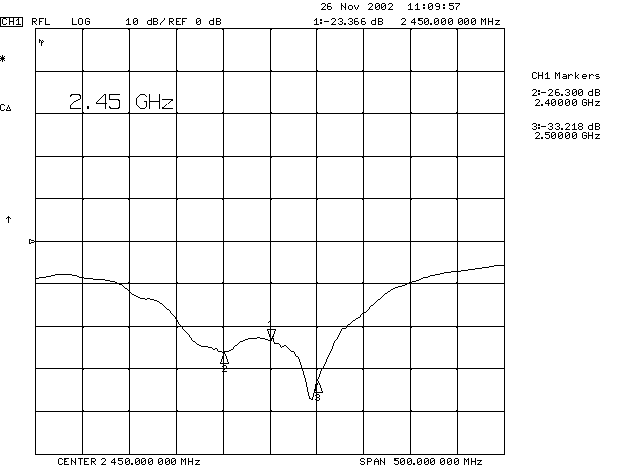 26 Nov 2002 11:09:57
CH1 RFL LOG 10 dB/REF 0 dB 1:-23.366 dB 2 450.000 000 MHz
*
2.45 GHz
CΔ
CH1 Markers
2:-26.300 dB
2.40000 GHz
3:-33.218 dB
2.50000 GHz
↑
1
2
3
CENTER 2 450.000 000 MHz SPAN 500.000 000 MHz